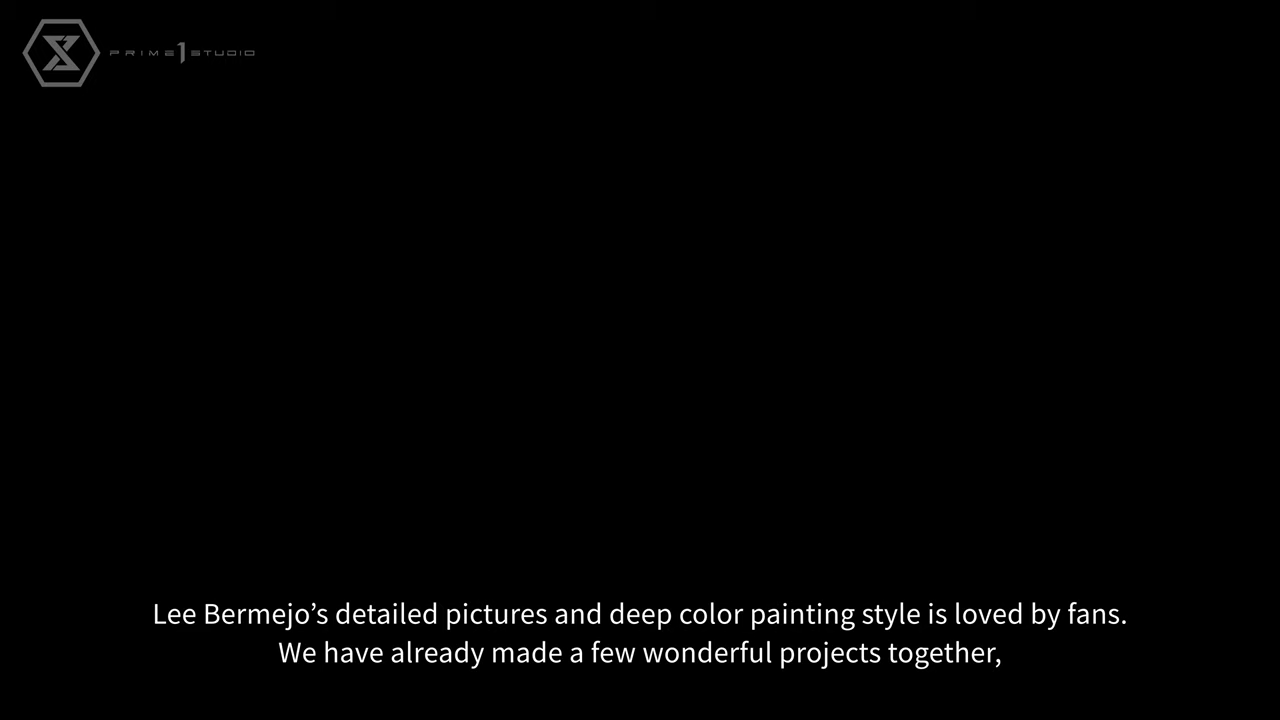 PRIME1STUDIO
Lee Bermejo’s detailed pictures and deep color painting style is loved by fans.
We have already made a few wonderful projects together,